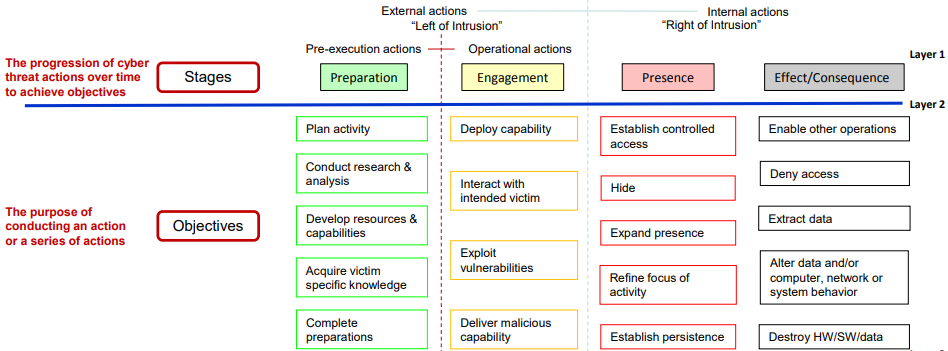 External actions
Internal actions
“Left of Intrusion”
“Right of Intrusion”
Pre-execution actions
Operational actions
Layer 1
The progression of cyber
threat actions over time
to achieve objectives
Stages
Preparation
Engagement
Presence
Effect/Consequence
Layer 2
Plan activity
Deploy capability
Establish controlled
access
Enable other operations
Conduct research &
analysis
Interact with
intended victim
Hide
Deny access
The purpose of
conducting an action
or a series of actions
Objectives
Develop resources &
capabilities
Expand presence
Extract data
Exploit
vulnerabilities
Acquire victim
specific knowledge
Refine focus of
activity
Alter data and/or
computer, network or
system behavior
Complete
preparations
Deliver malicious
capability
Establish persistence
Destroy HW/SW/data